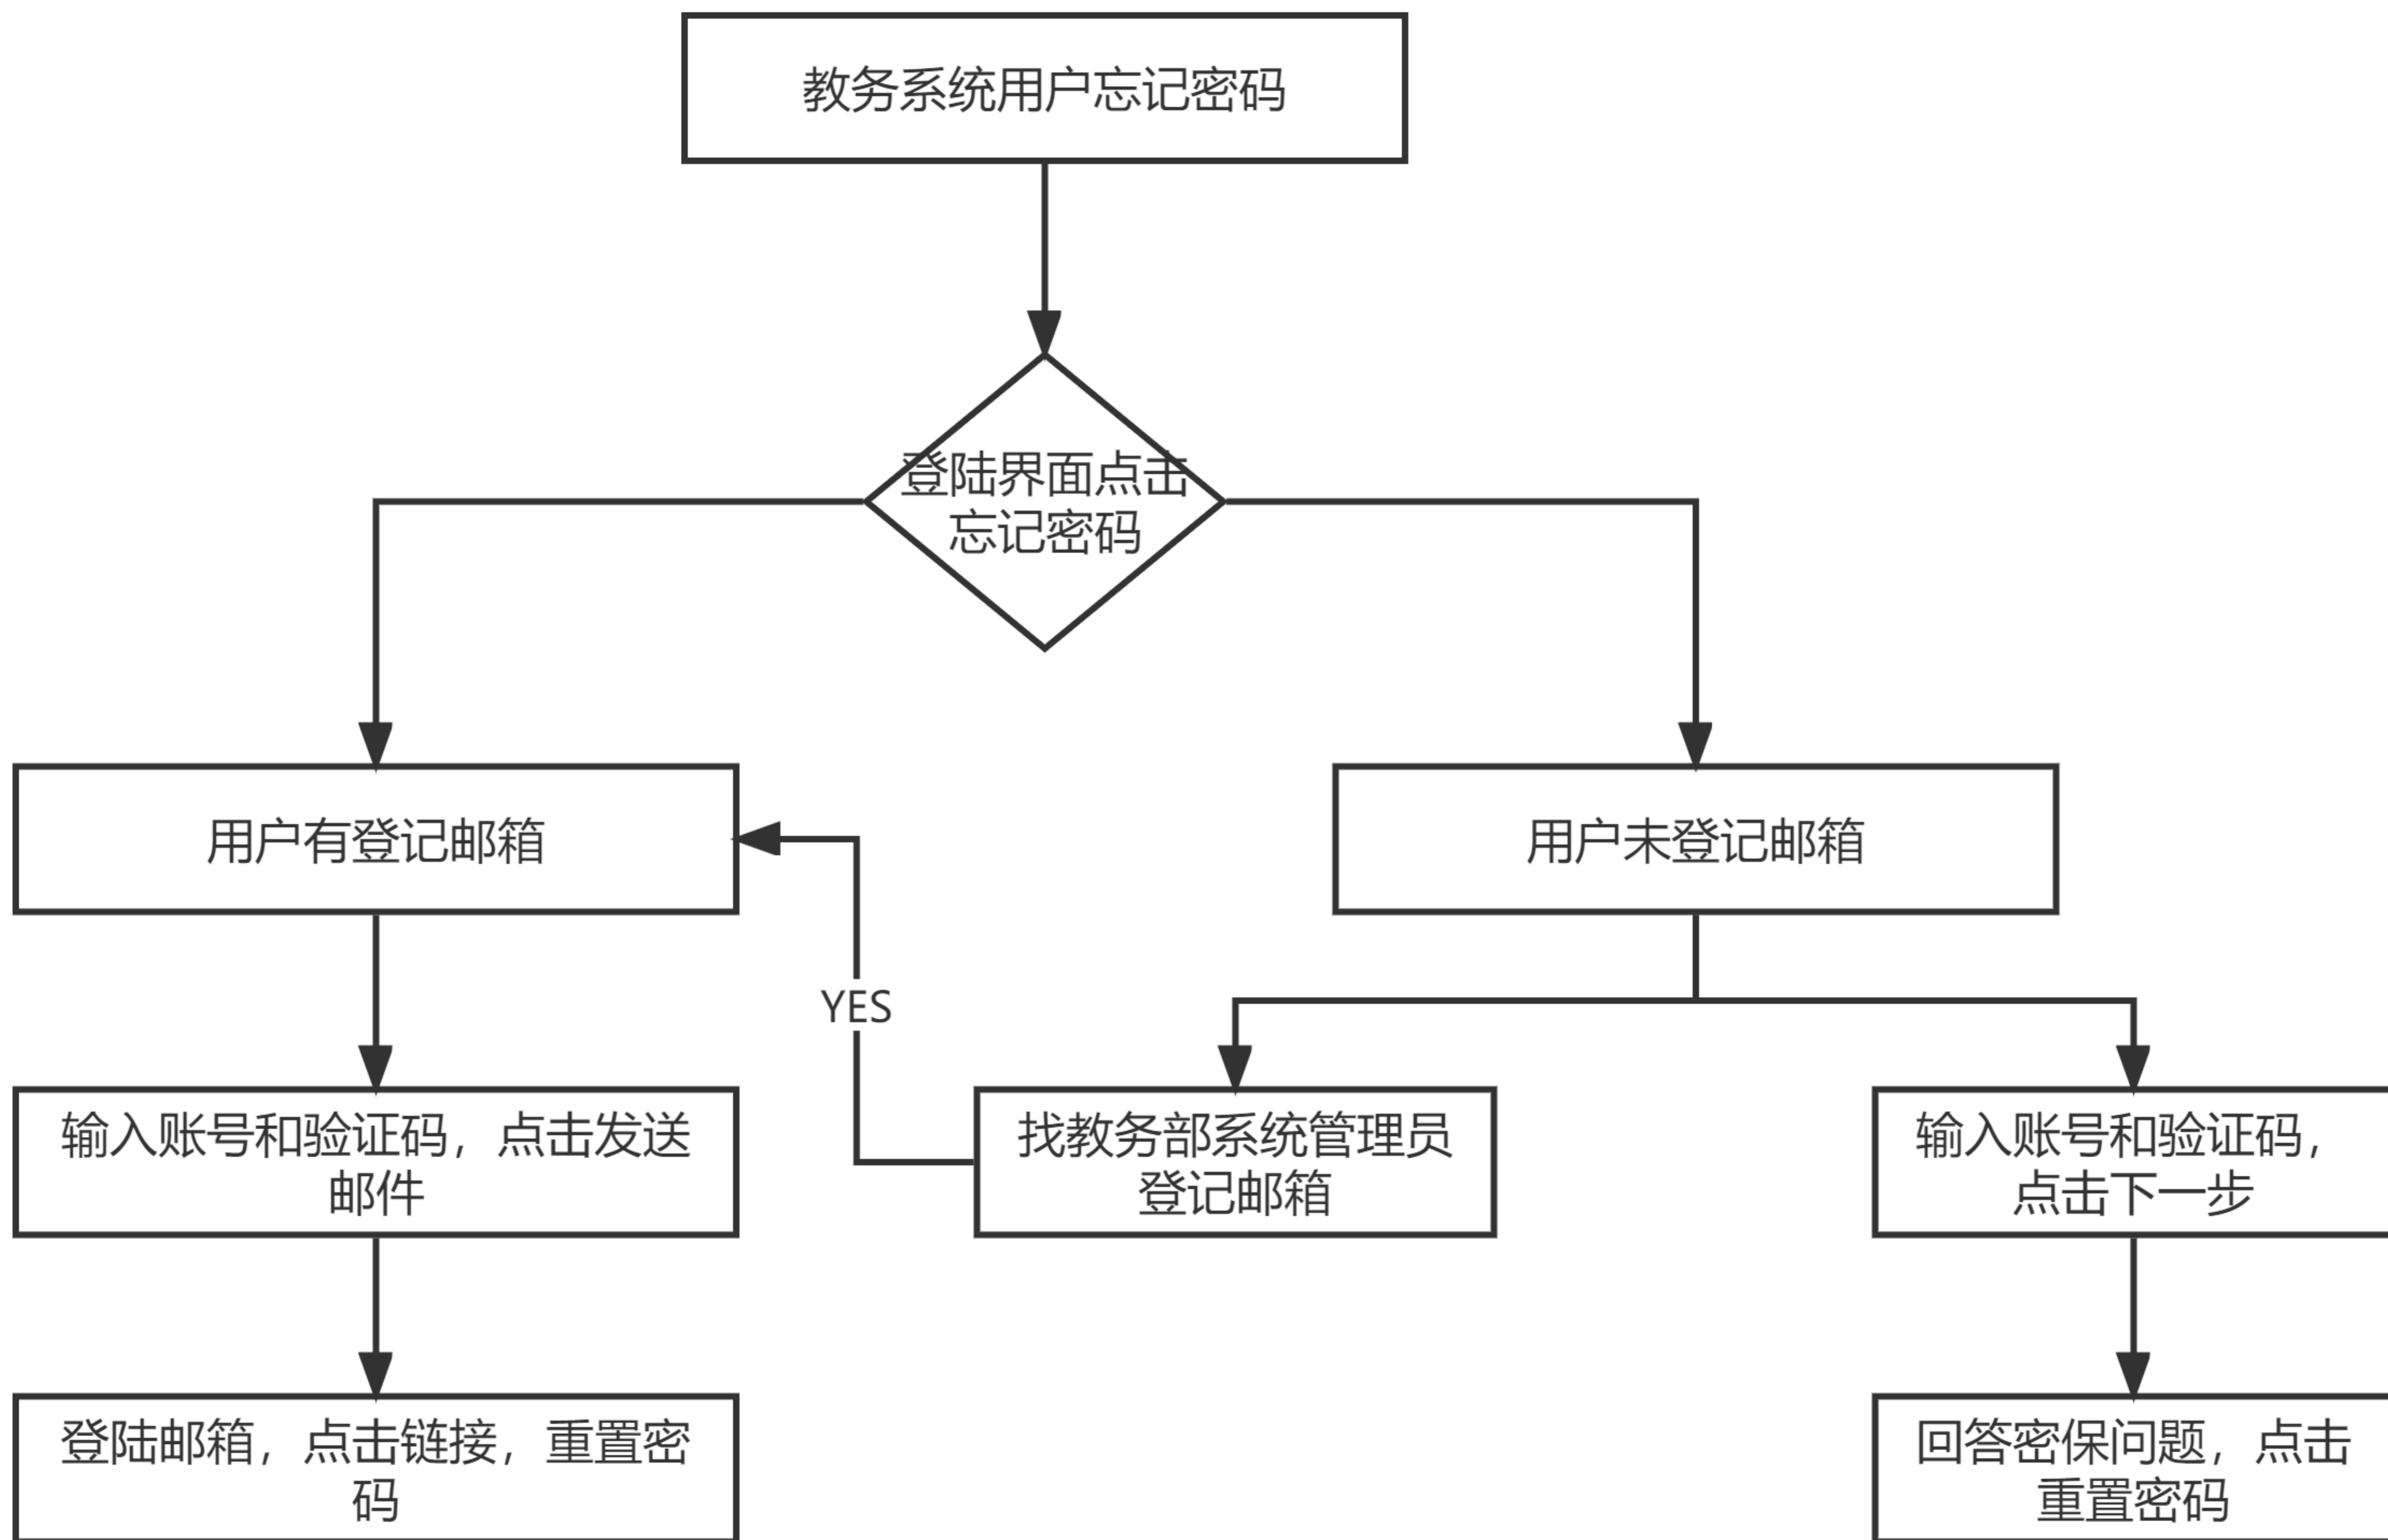 教务系统用户忘记密码
登陆界面点击
忘记密码
用户有登记邮箱
用户未登记邮箱
YES
输入账号和验证码，点击发送
邮件
找教务部系统管理员
登记邮箱
输入账号和验证码，
点击下一步
登陆邮箱，点击链接，重置密
码
回答密保问题，点击
重置密码